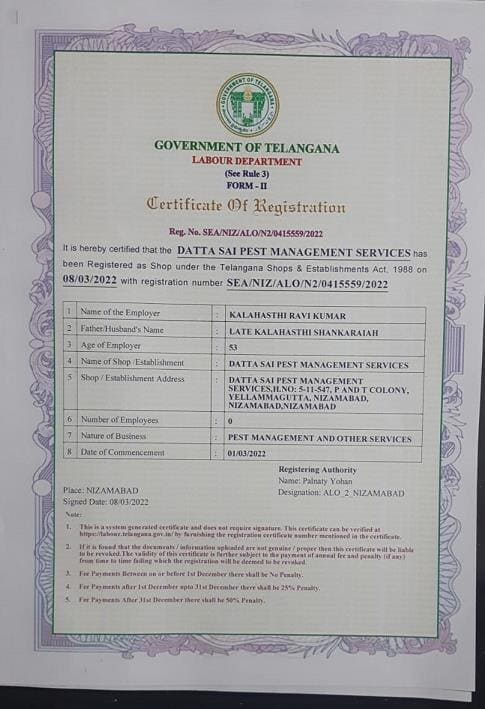 GOVERNMENT OF TELANGANA
LABOUR DEPARTMENT
(See Rule 3)
FORM - II
Certificate Of Registration
Reg. No. SEA/NIZ/ALO/N2/0415559/2022
It is hereby certified that the DATTA SAI PEST MANAGEMENT SERVICES has
been Registered as Shop under the Telangana Shops & Establishments Act, 1988 on
08/03/2022 with registration number SEA/NIZ/ALO/N2/0415559/2022
1 Name of the Employer : KALAHASTHI RAVI KUMAR
2 Father/Husband's Name : LATE KALAHASTHI SHANKARAIAH
3 Age of Employer : 53
4 Name of Shop /Establishment : DATTA SAI PEST MANAGEMENT SERVICES
5 Shop / Establishment Address : DATTA SAI PEST MANAGEMENT
SERVICES,H.NO: 5-11-547, P AND T COLONY,
YELLAMMAGUTTA, NIZAMABAD,
NIZAMABAD,NIZAMABAD
6 Number of Employees : 0
7 Nature of Business : PEST MANAGEMENT AND OTHER SERVICES
8 Date of Commencement : 01/03/2022
Registering Authority
Name: Palnaty Yohan
Designation: ALO_2_NIZAMABAD
Place: NIZAMABAD
Signed Date: 08/03/2022
Note:
1. This is a system generated certificate and does not require signature. This certificate can be verified at
https://labour.telangana.gov.in/ by furnishing the registration certificate number mentioned in the certificate.
2. If it is found that the documents / information uploaded are not genuine / proper then this certificate will be liable
to be revoked.The validity of this certificate is further subject to the payment of annual fee and penalty (if any)
from time to time failing which the registration will be deemed to be revoked.
3. For Payments Between on or before 1st December there shall be No Penalty.
4. For Payments after 1st December upto 31st December there shall be 25% Penalty.
5. For Payments After 31st December there shall be 50% Penalty.